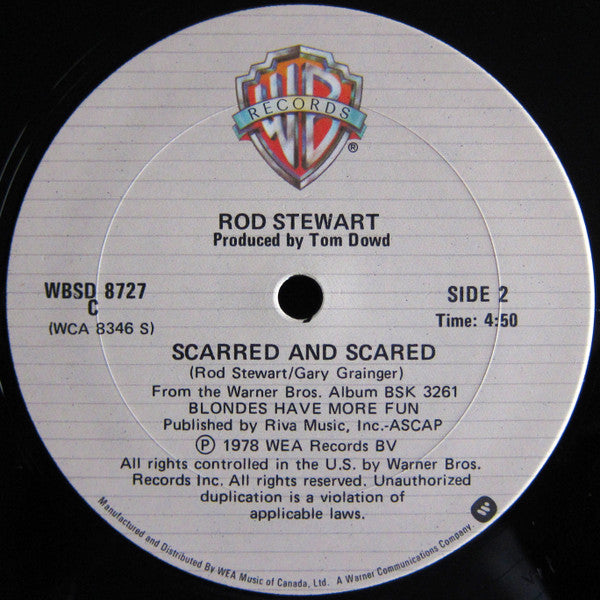 WB
RECORDS
®
ROD STEWART
Produced by Tom Dowd
WBSD 8727
C
(WCA 8346 S)
SIDE 2
Time: 4:50
SCARRED AND SCARED
(Rod Stewart/Gary Grainger)
From the Warner Bros. Album BSK 3261
BLONDES HAVE MORE FUN
Published by Riva Music, Inc.-ASCAP
Ⓟ 1978 WEA Records BV
All rights controlled in the U.S. by Warner Bros.
Records Inc. All rights reserved. Unauthorized
duplication is a violation of
applicable laws.
Manufactured and Distributed By WEA Music of Canada, Ltd. A Warner Communications Company.